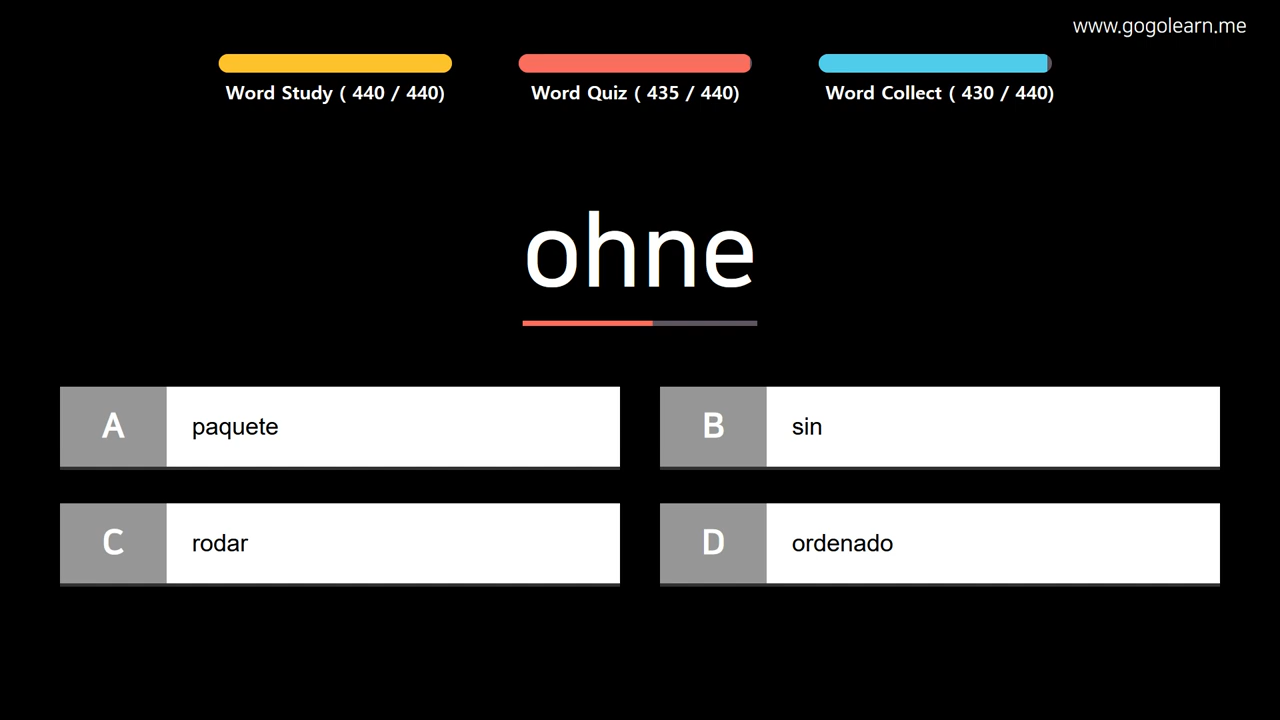 www.gogolearn.me
Word Study ( 440 / 440)
Word Quiz ( 435 / 440)
Word Collect ( 430 / 440)
ohne
A paquete
B sin
C rodar
D ordenado